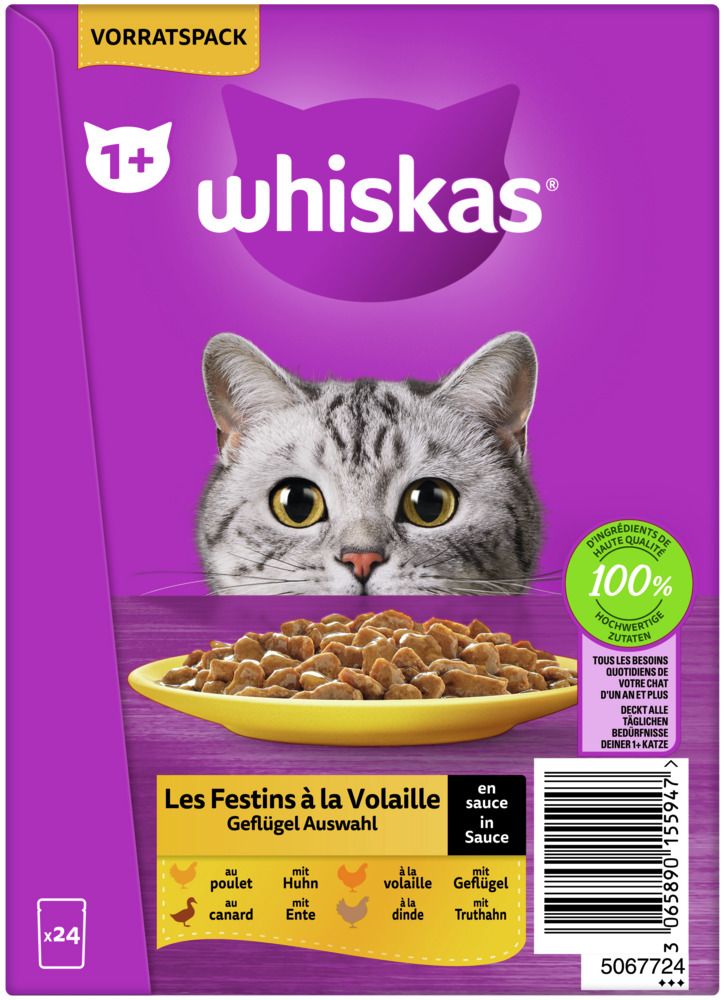 VORRATSPACK
1+
whiskas®
D'INGRÉDIENTS DE
HAUTE QUALITÉ
100%
HOCHWERTIGE
ZUTATEN
TOUS LES BESOINS
QUOTIDIENS DE
VOTRE CHAT
D'UN AN ET PLUS
DECKT ALLE
TÄGLICHEN
BEDÜRFNISSE
DEINER 1+ KATZE
Les Festins à la Volaille
Geflügel Auswahl
en
sauce
in
Sauce
au
poulet
mit
Huhn
à la
volaille
mit
Geflügel
au
canard
mit
Ente
à la
dinde
mit
Truthahn
x24
3 065890 155947 >
5067724